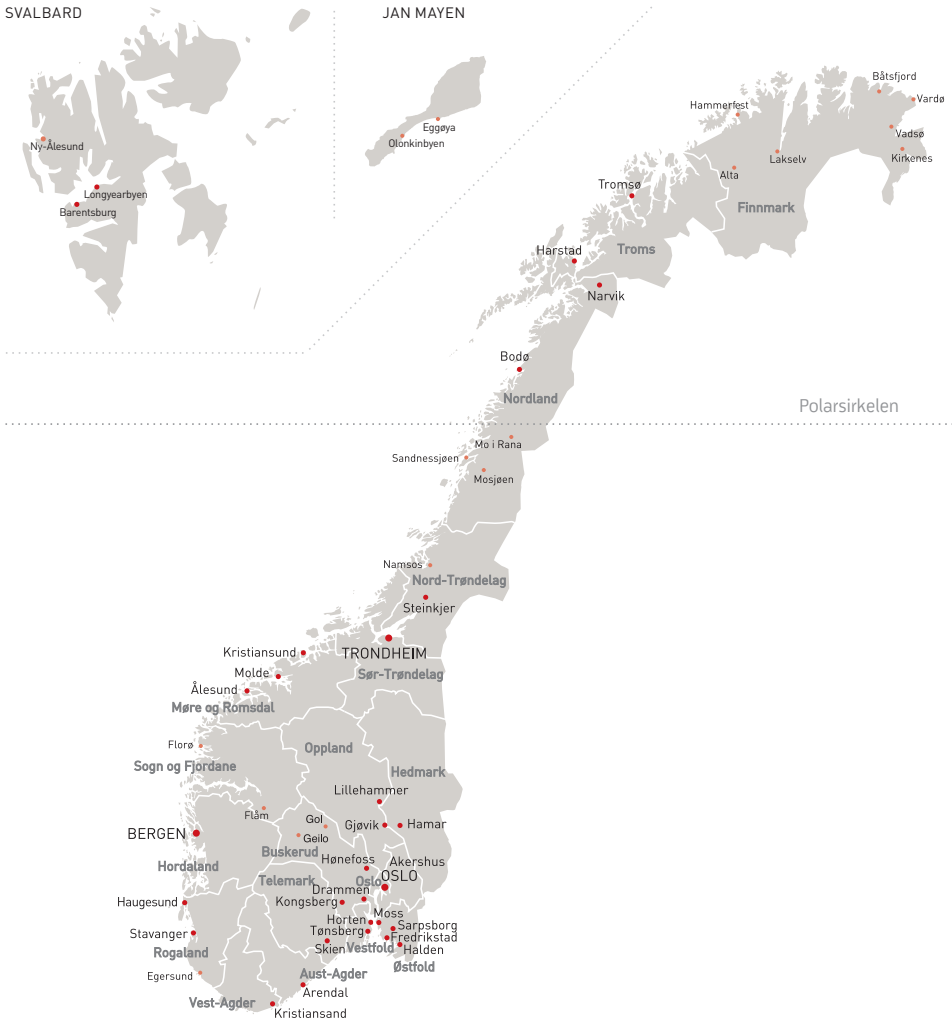 SVALBARD
JAN MAYEN
Ny-Ålesund
Longyearbyen
Barentsburg
Eggøya
Olonkinbyen
Båtsfjord
Vardø
Hammerfest
Vadsø
Kirkenes
Lakselv
Alta
Tromsø
Finnmark
Troms
Harstad
Narvik
Bodø
Nordland
Polarsirkelen
Mo i Rana
Sandnessjøen
Mosjøen
Namsos
Nord-Trøndelag
Steinkjer
Kristiansund
TRONDHEIM
Molde
Sør-Trøndelag
Ålesund
Møre og Romsdal
Florø
Oppland
Sogn og Fjordane
Hedmark
Lillehammer
Flåm
Gol
Gjøvik
Hamar
BERGEN
Geilo
Buskerud
Hønefoss
Akershus
Hordaland
Telemark
Oslo
OSLO
Drammen
Kongsberg
Haugesund
Moss
Horten
Sarpsborg
Tønsberg
Stavanger
Fredrikstad
Skien
Vestfold
Halden
Rogaland
Østfold
Egersund
Aust-Agder
Arendal
Vest-Agder
Kristiansand